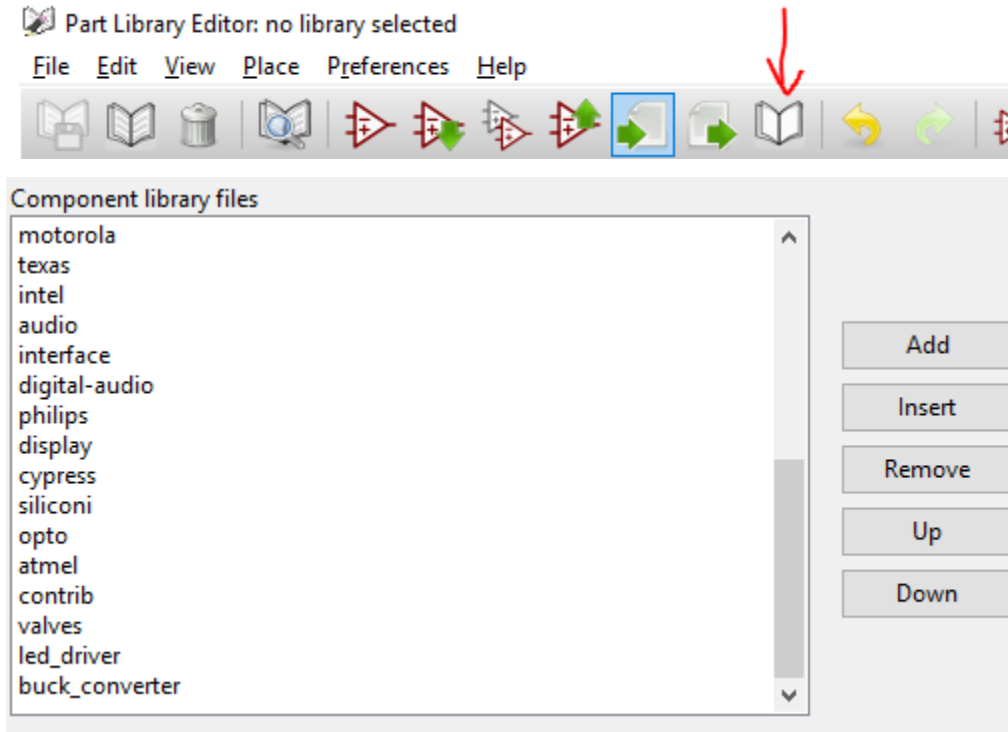 Part Library Editor: no library selected
File Edit View Place Preferences Help
Component library files
motorola
texas
intel
audio
interface
digital-audio
philips
display
cypress
siliconi
opto
atmel
contrib
valves
led_driver
buck_converter
Add
Insert
Remove
Up
Down